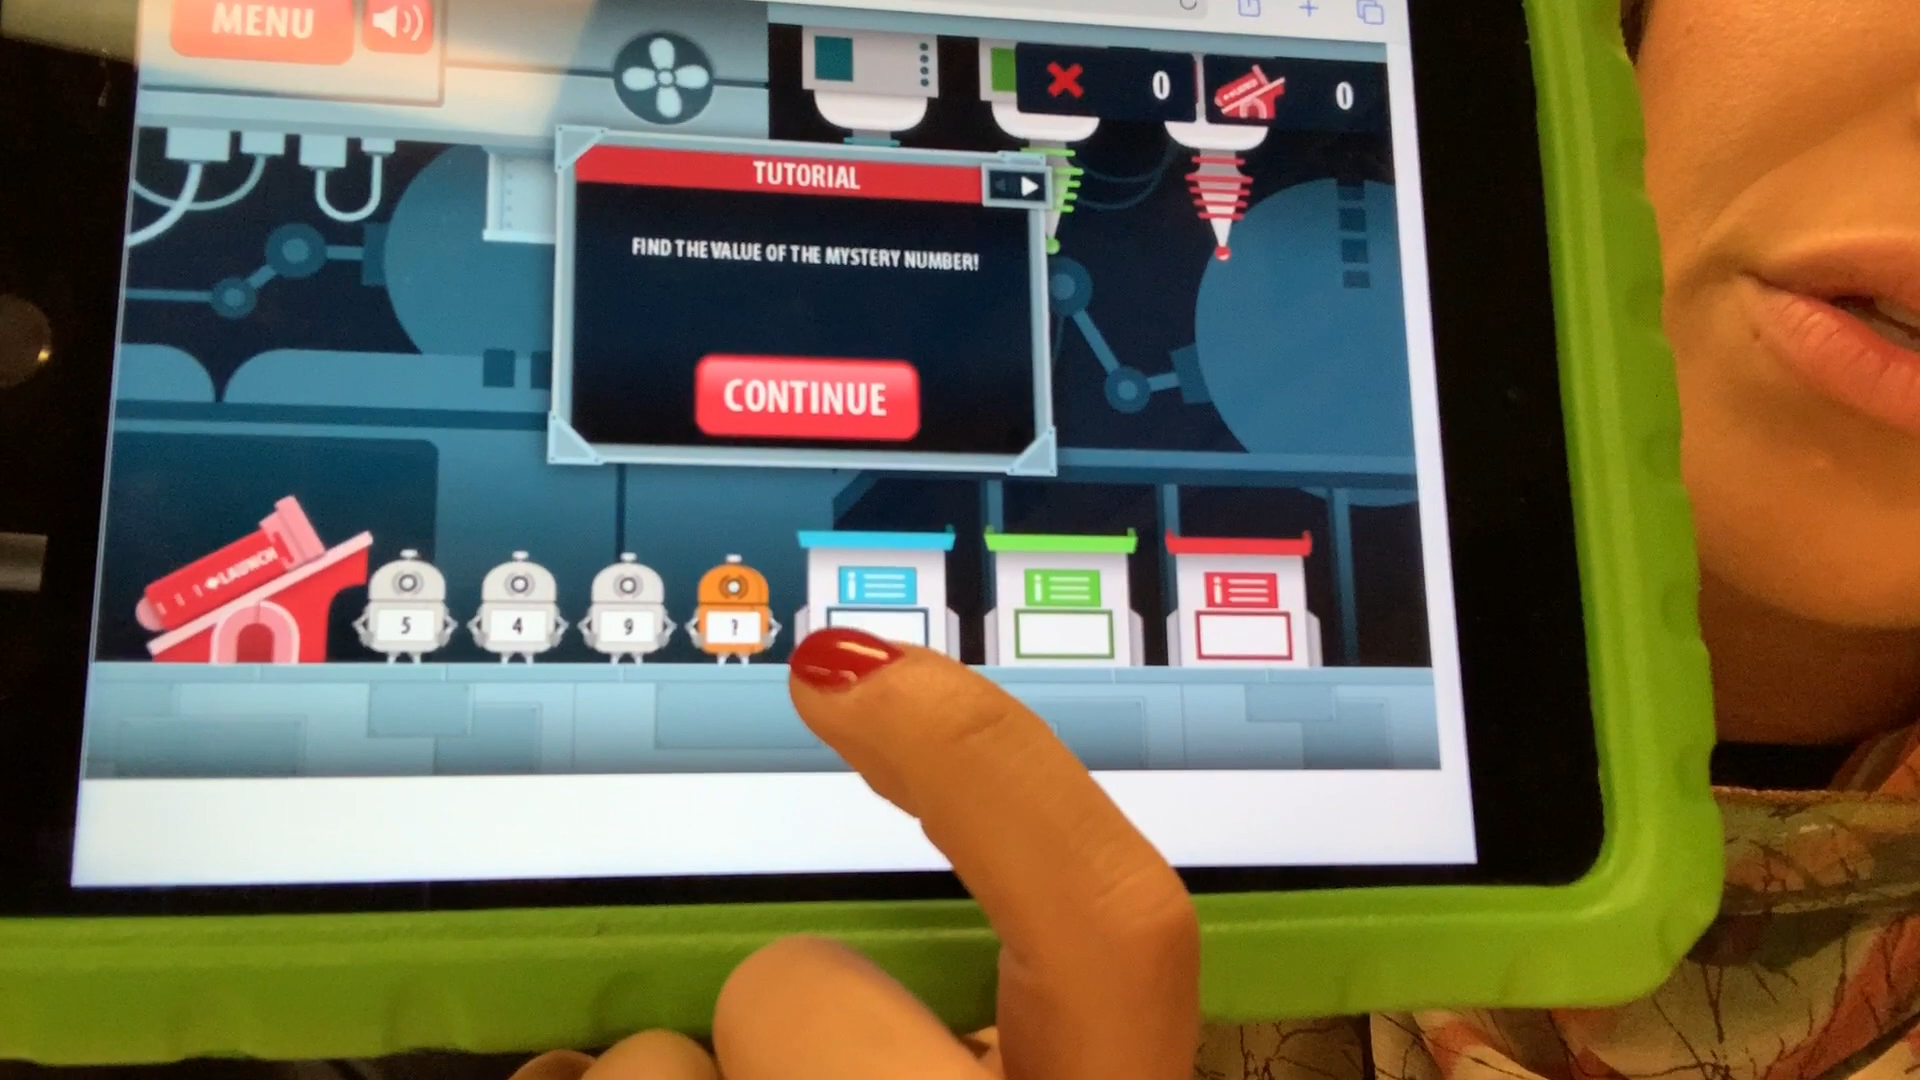 MENU
0
0
TUTORIAL
FIND THE VALUE OF THE MYSTERY NUMBER!
CONTINUE
LAUNCH
5
4
9
?